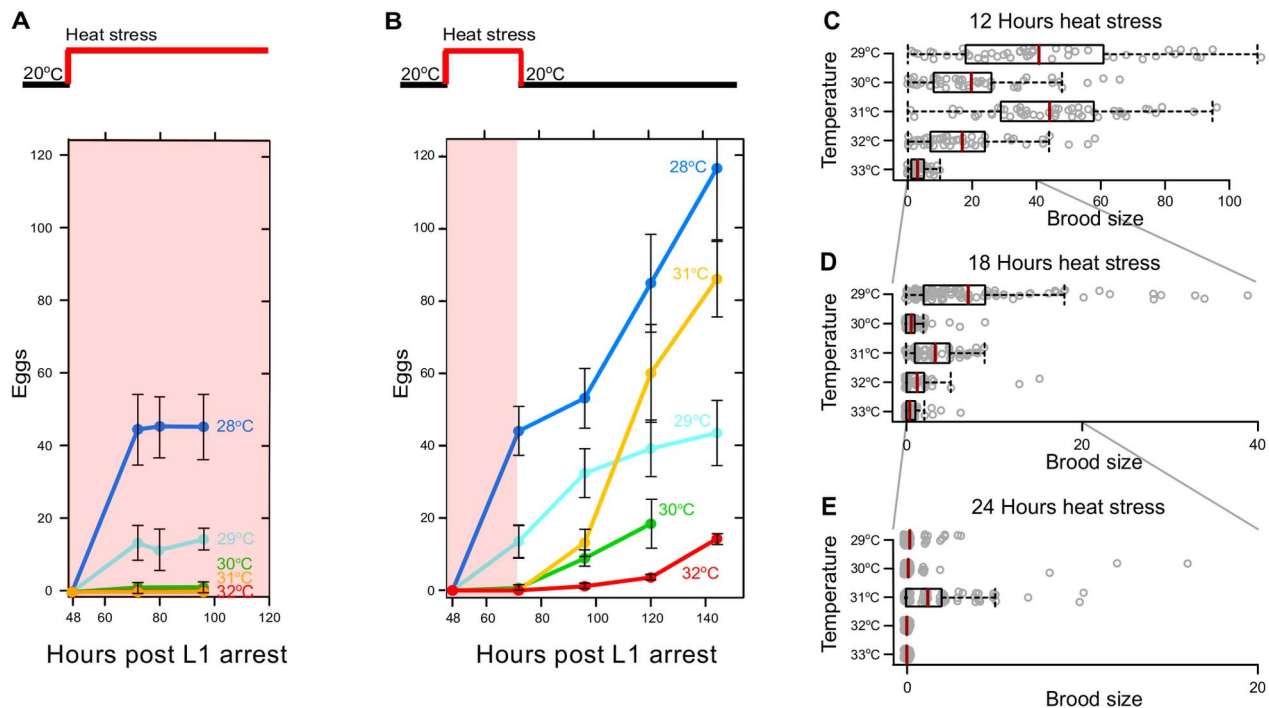 A
Heat stress
20ºC
120
100
80
60
40
20
0
Eggs
28ºC
29ºC
30ºC
31ºC
32ºC
48 60 80 100 120
Hours post L1 arrest
B
Heat stress
20ºC 20ºC
120
100
80
60
40
20
0
Eggs
28ºC
31ºC
29ºC
30ºC
32ºC
48 60 80 100 120 140
Hours post L1 arrest
C
12 Hours heat stress
Temperature
29ºC
30ºC
31ºC
32ºC
33ºC
0 20 40 60 80 100
Brood size
D
18 Hours heat stress
Temperature
29ºC
30ºC
31ºC
32ºC
33ºC
0 20 40
Brood size
E
24 Hours heat stress
Temperature
29ºC
30ºC
31ºC
32ºC
33ºC
0 20
Brood size